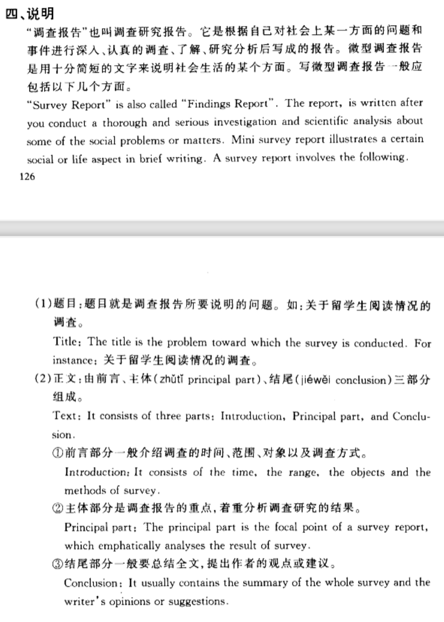 四、说明
“调查报告”也叫调查研究报告。它是根据自己对社会上某一方面的问题和
事件进行深入、认真的调查、了解、研究分析后写成的报告。微型调查报告
是用十分简短的文字来说明社会生活的某个方面。写微型调查报告一般应
包括以下几个方面。
“Survey Report” is also called “Findings Report”. The report, is written after
you conduct a thorough and serious investigation and scientific analysis about
some of the social problems or matters. Mini survey report illustrates a certain
social or life aspect in brief writing. A survey report involves the following.
126
(1)题目:题目就是调查报告所要说明的问题。如:关于留学生阅读情况的
调查。
Title: The title is the problem toward which the survey is conducted. For
instance: 关于留学生阅读情况的调查。
(2)正文:由前言、主体(zhǔtǐ principal part)、结尾(jiéwěi conclusion)三部分
组成。
Text: It consists of three parts: Introduction, Principal part, and Conclu-
sion.
①前言部分一般介绍调查的时间、范围、对象以及调查方式。
Introduction: It consists of the time, the range, the objects and the
methods of survey.
②主体部分是调查报告的重点,着重分析调查研究的结果。
Principal part: The principal part is the focal point of a survey report,
which emphatically analyses the result of survey.
③结尾部分一般要总结全文,提出作者的观点或建议。
Conclusion: It usually contains the summary of the whole survey and the
writer's opinions or suggestions.